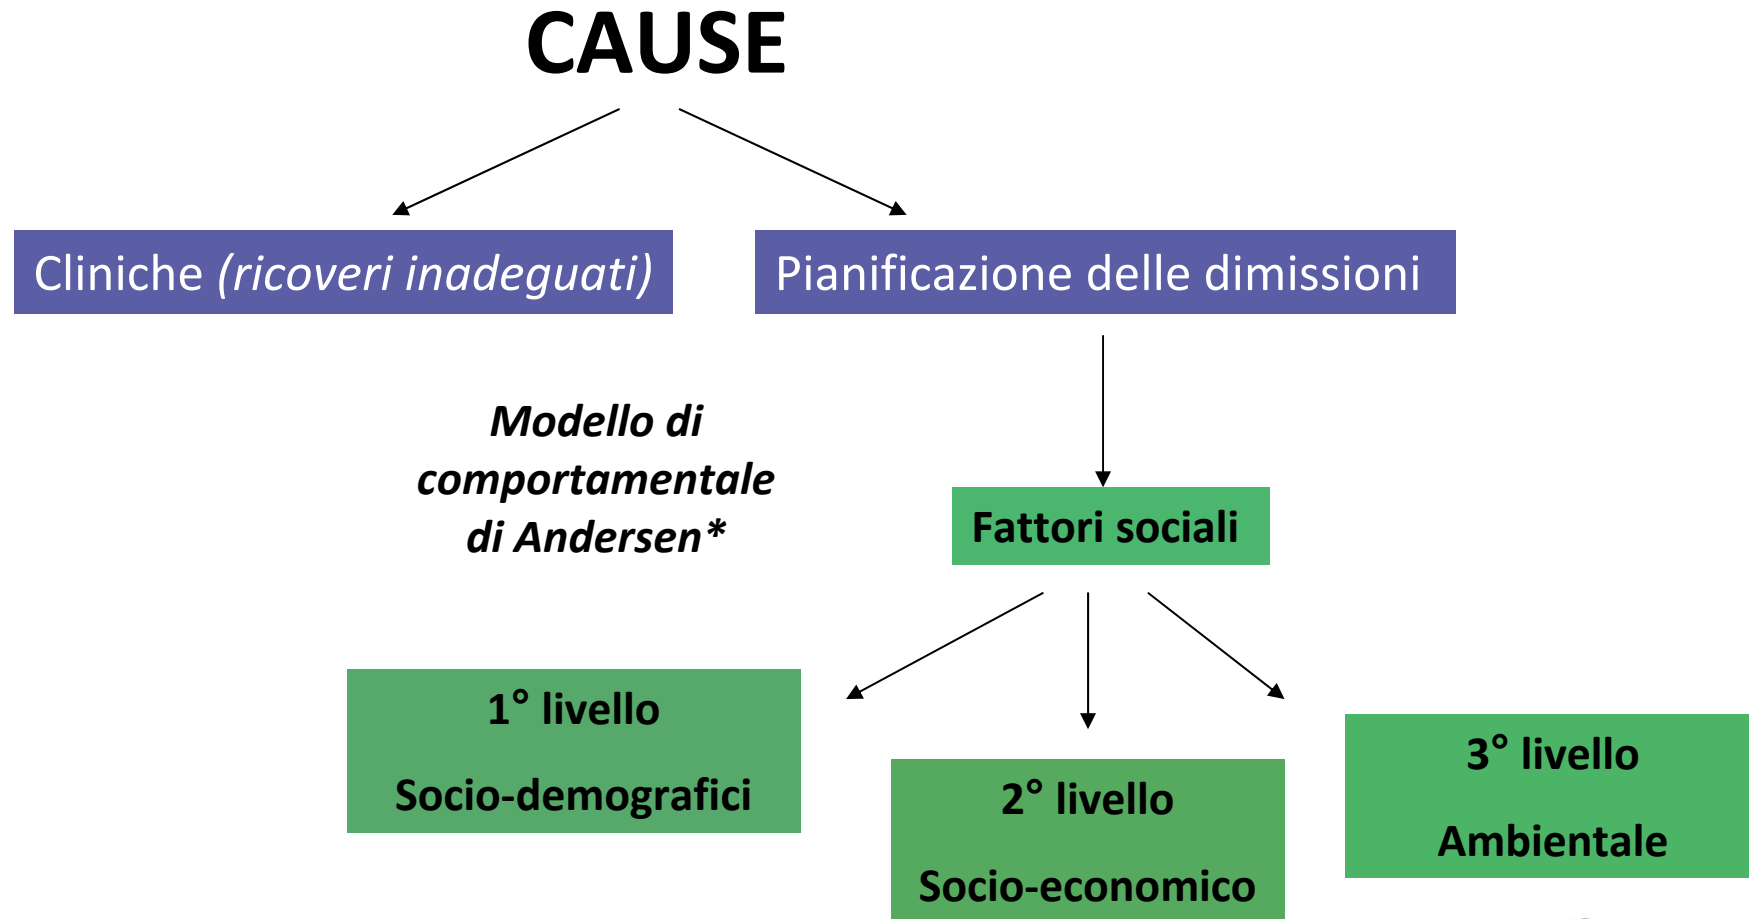 CAUSE
Cliniche (ricoveri inadeguati)
Pianificazione delle dimissioni
Modello di
comportamentale
di Andersen*
Fattori sociali
1° livello
Socio-demografici
2° livello
Socio-economico
3° livello
Ambientale